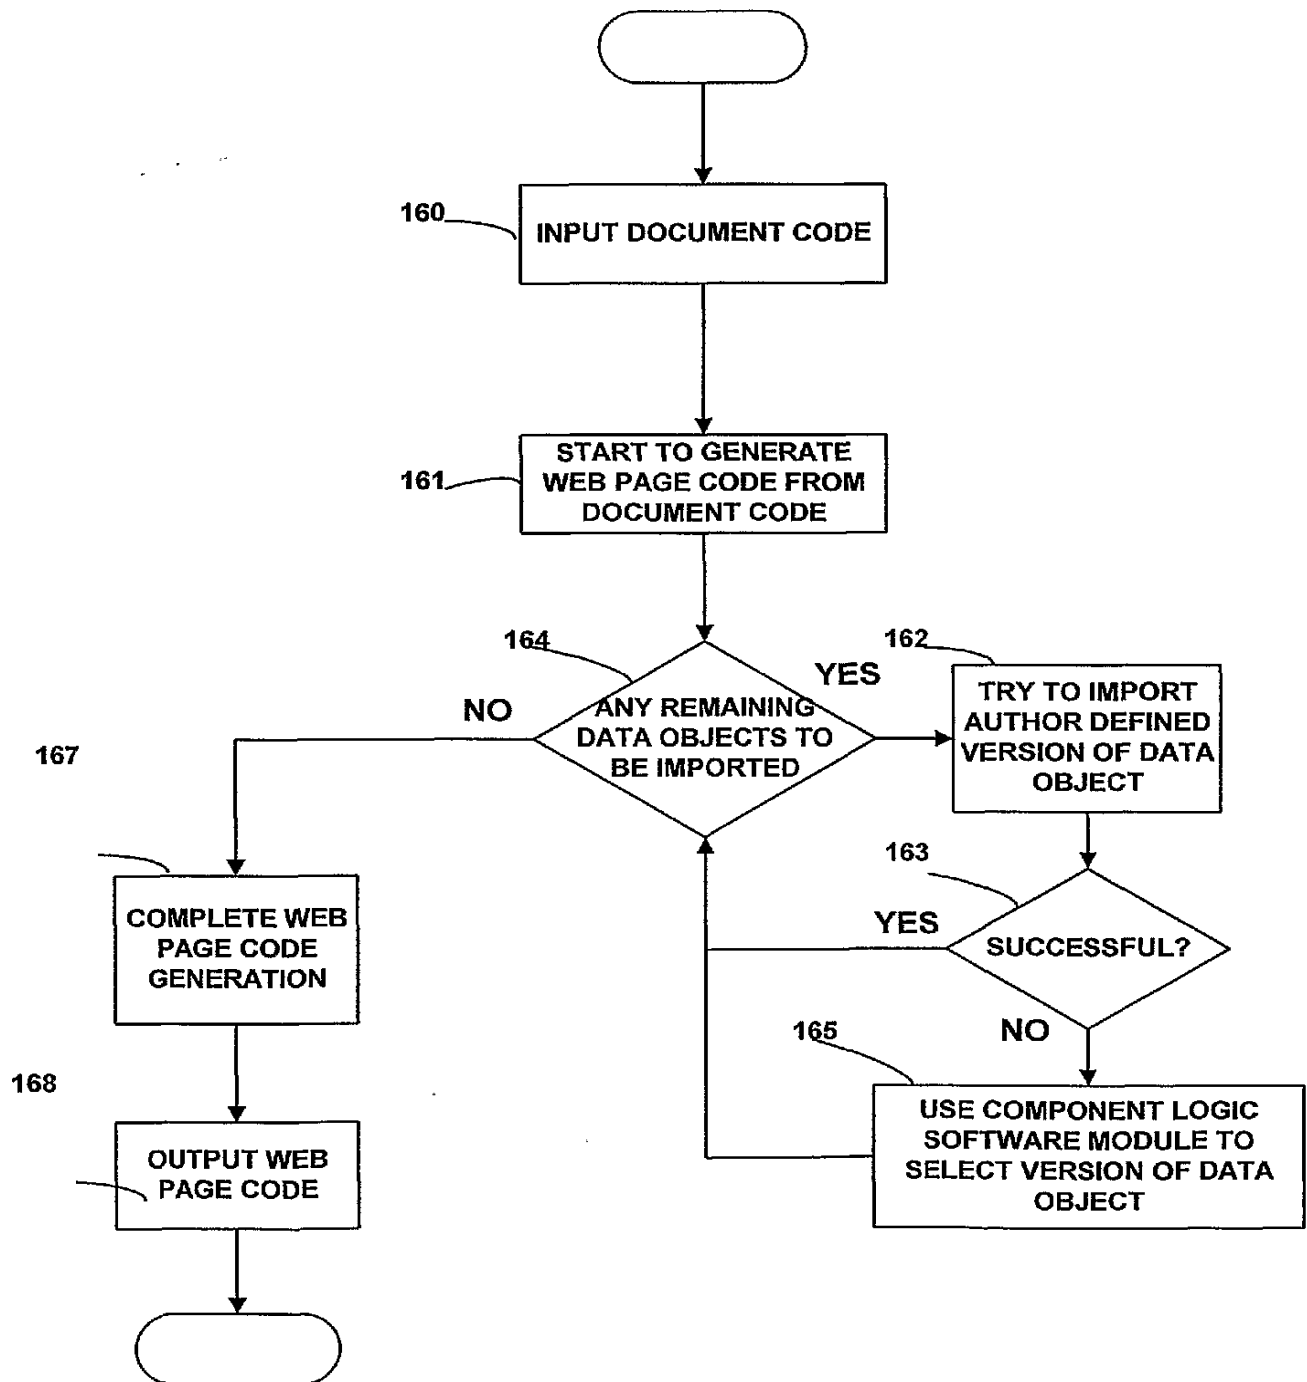 160
INPUT DOCUMENT CODE
161
START TO GENERATE
WEB PAGE CODE FROM
DOCUMENT CODE
164
162
YES
NO
ANY REMAINING
DATA OBJECTS TO
BE IMPORTED
TRY TO IMPORT
AUTHOR DEFINED
VERSION OF DATA
OBJECT
167
163
YES
SUCCESSFUL?
COMPLETE WEB
PAGE CODE
GENERATION
NO
165
168
USE COMPONENT LOGIC
SOFTWARE MODULE TO
SELECT VERSION OF DATA
OBJECT
OUTPUT WEB
PAGE CODE